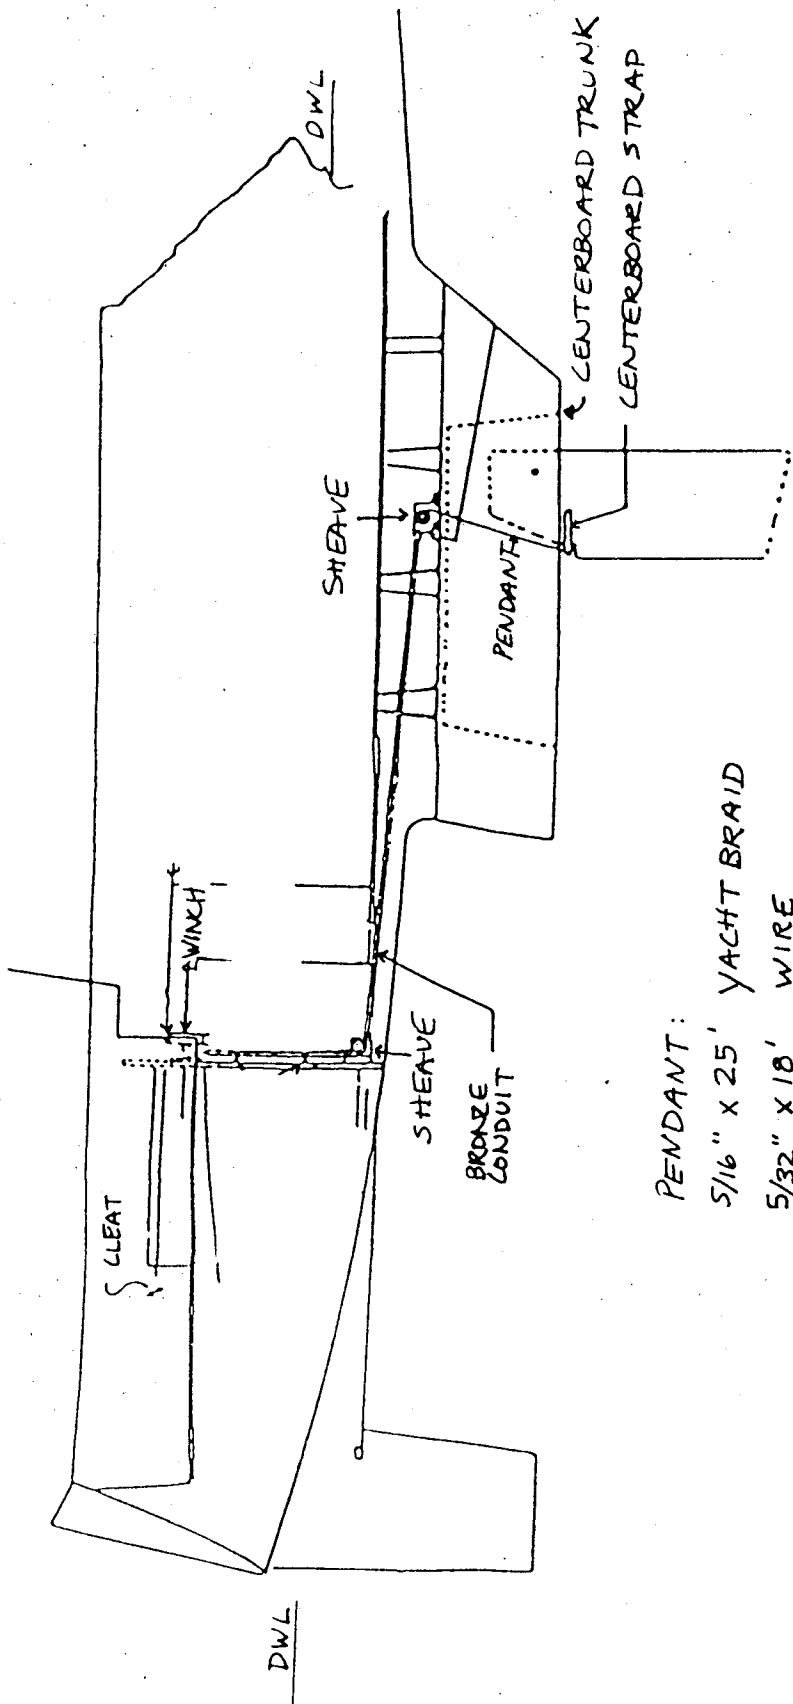 DWL
CLEAT
WINCH
SHEAVE
DWL
SHEAVE
BRONZE
CONDUIT
PENDANT
CENTERBOARD TRUNK
CENTERBOARD STRAP
PENDANT:
5/16" x 25' YACHT BRAID
5/32" x 18' WIRE